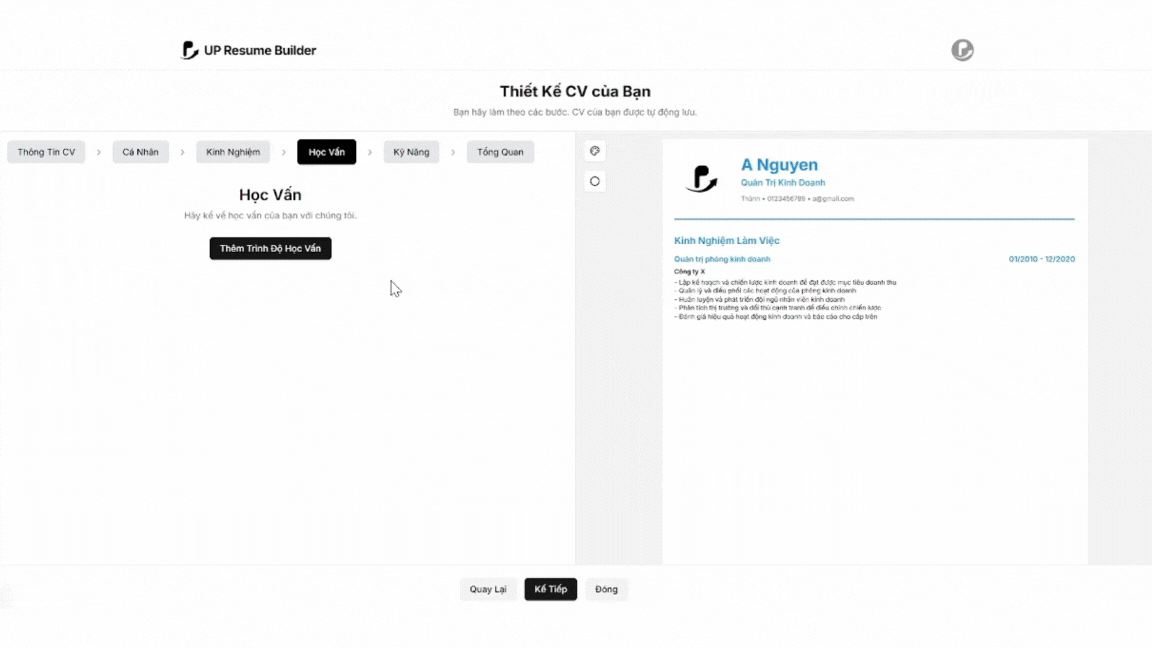 UP Resume Builder
Thiết Kế CV của Bạn
Bạn hãy làm theo các bước. CV của bạn được tự động lưu.
Thông Tin CV > Cá Nhân > Kinh Nghiệm > Học Vấn > Kỹ Năng > Tổng Quan
Học Vấn
Hãy kể về học vấn của bạn với chúng tôi.
Thêm Trình Độ Học Vấn
A Nguyen
Quản Trị Kinh Doanh
Thành • 0123456789 • a@gmail.com
Kinh Nghiệm Làm Việc
Quản trị phòng kinh doanh 01/2010 - 12/2020
Công ty X
- Lập kế hoạch và chiến lược kinh doanh để đạt được mục tiêu doanh thu
- Quản lý và điều phối các hoạt động của phòng kinh doanh
- Huấn luyện và phát triển đội ngũ nhân viên kinh doanh
- Phân tích thị trường và đối thủ cạnh tranh để điều chỉnh chiến lược
- Đánh giá hiệu quả hoạt động kinh doanh và báo cáo cho cấp trên
Quay Lại
Kế Tiếp
Đóng